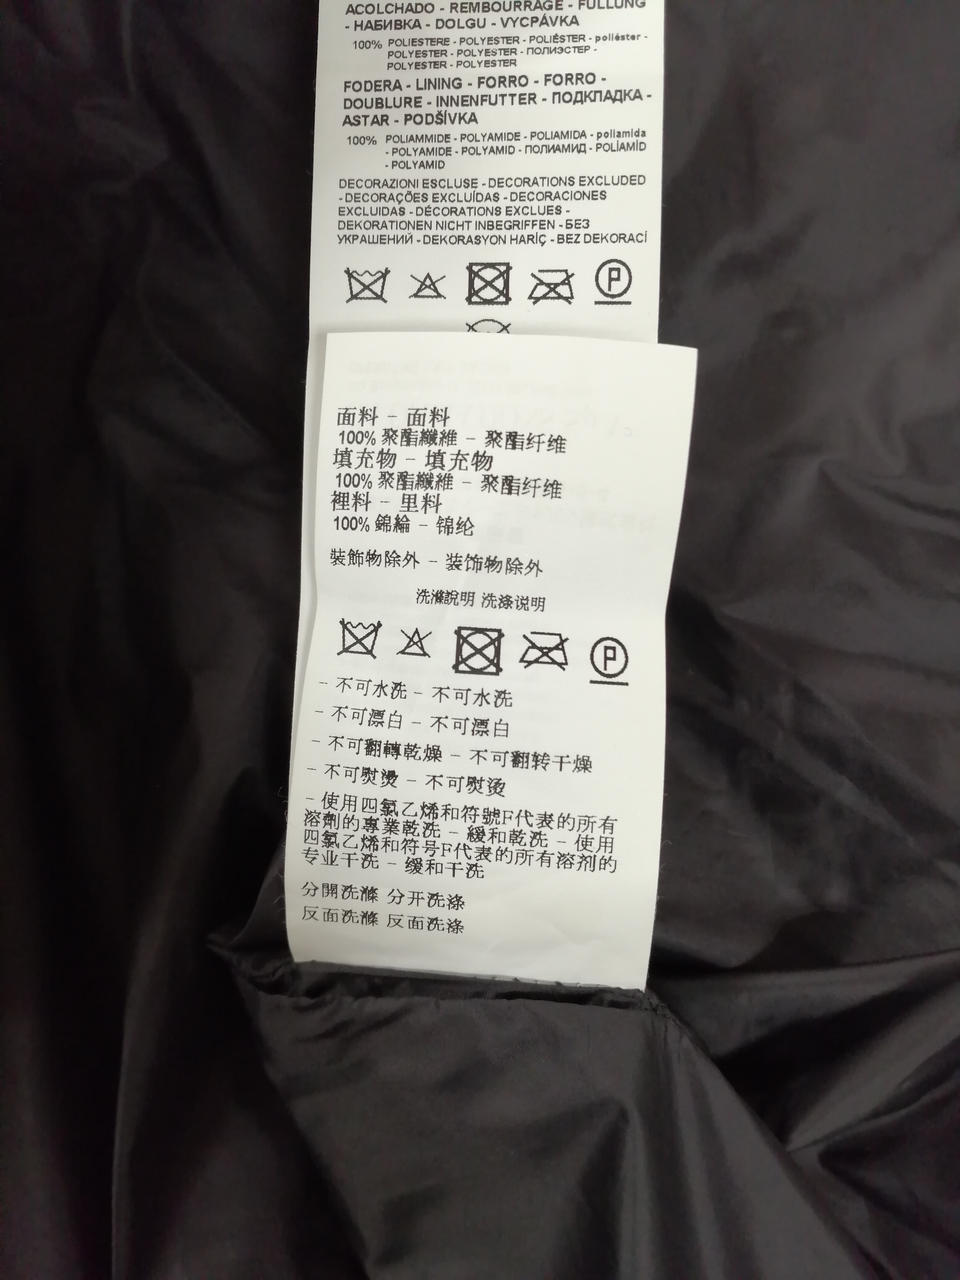 ACOLCHADO - REMBOURRAGE - FÜLLUNG
- НАБИВКА - DOLGU - VYCPÁVKA
100% POLIESTERE - POLYESTER - POLIÉSTER - poliéster -
POLYESTER - POLYESTER - ПОЛИЭСТЕР -
POLYESTER - POLYESTER
FODERA - LINING - FORRO - FORRO -
DOUBLURE - INNENFUTTER - ПОДКЛАДКА -
ASTAR - PODŠÍVKA
100% POLIAMMIDE - POLYAMIDE - POLIAMIDA - poliamida
- POLYAMIDE - POLYAMID - ПОЛИАМИД - POLİAMİD
- POLYAMID
DECORAZIONI ESCLUSE - DECORATIONS EXCLUDED
- DECORAÇÕES EXCLUÍDAS - DECORACIONES
EXCLUIDAS - DÉCORATIONS EXCLUES -
DEKORATIONEN NICHT INBEGRIFFEN - БЕЗ
УКРАШЕНИЙ - DEKORASYON HARİÇ - BEZ DEKORACÍ
P
面料 - 面料
100% 聚酯纖維 - 聚酯纤维
填充物 - 填充物
100% 聚酯纖維 - 聚酯纤维
裡料 - 里料
100% 錦綸 - 锦纶
裝飾物除外 - 装饰物除外
洗滌說明 洗涤说明
P
- 不可水洗 - 不可水洗
- 不可漂白 - 不可漂白
- 不可翻轉乾燥 - 不可翻转干燥
- 不可熨燙 - 不可熨烫
- 使用四氯乙烯和符號F代表的所有
溶劑的專業乾洗 - 緩和乾洗 - 使用
四氯乙烯和符号F代表的所有溶剂的
专业干洗 - 缓和干洗
分開洗滌 分开洗涤
反面洗滌 反面洗涤